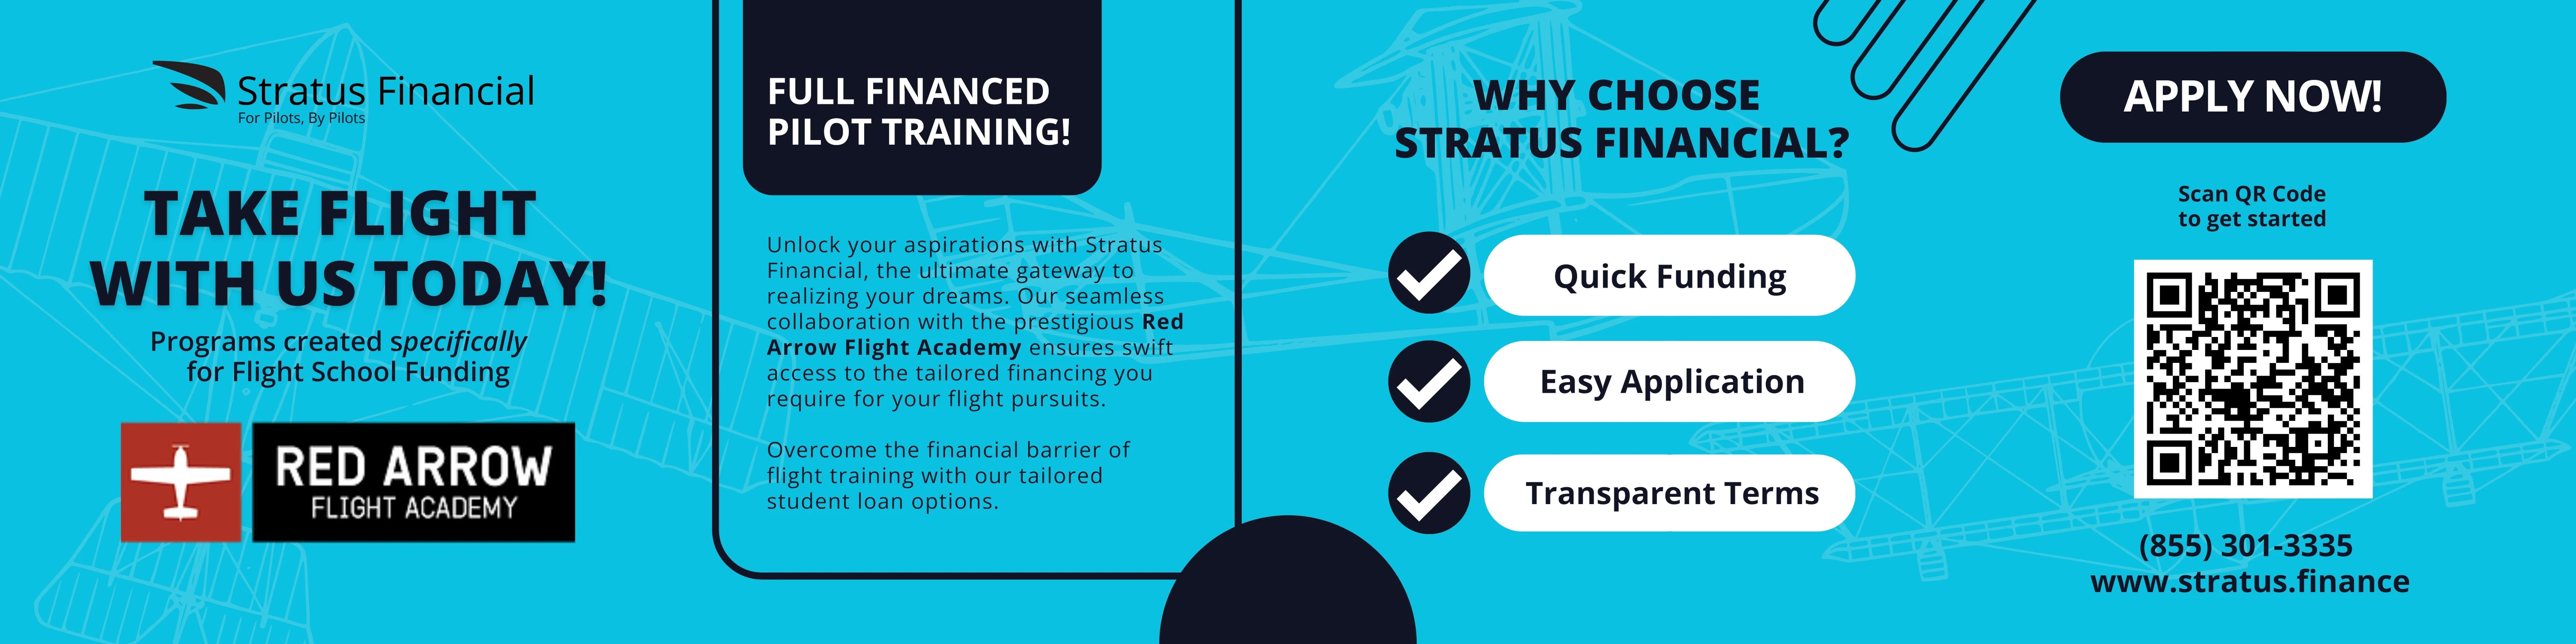 Stratus Financial
For Pilots, By Pilots
TAKE FLIGHT
WITH US TODAY!
Programs created specifically
for Flight School Funding
RED ARROW
FLIGHT ACADEMY
FULL FINANCED
PILOT TRAINING!
Unlock your aspirations with Stratus
Financial, the ultimate gateway to
realizing your dreams. Our seamless
collaboration with the prestigious Red
Arrow Flight Academy ensures swift
access to the tailored financing you
require for your flight pursuits.
Overcome the financial barrier of
flight training with our tailored
student loan options.
WHY CHOOSE
STRATUS FINANCIAL?
Quick Funding
Easy Application
Transparent Terms
APPLY NOW!
Scan QR Code
to get started
(855) 301-3335
www.stratus.finance